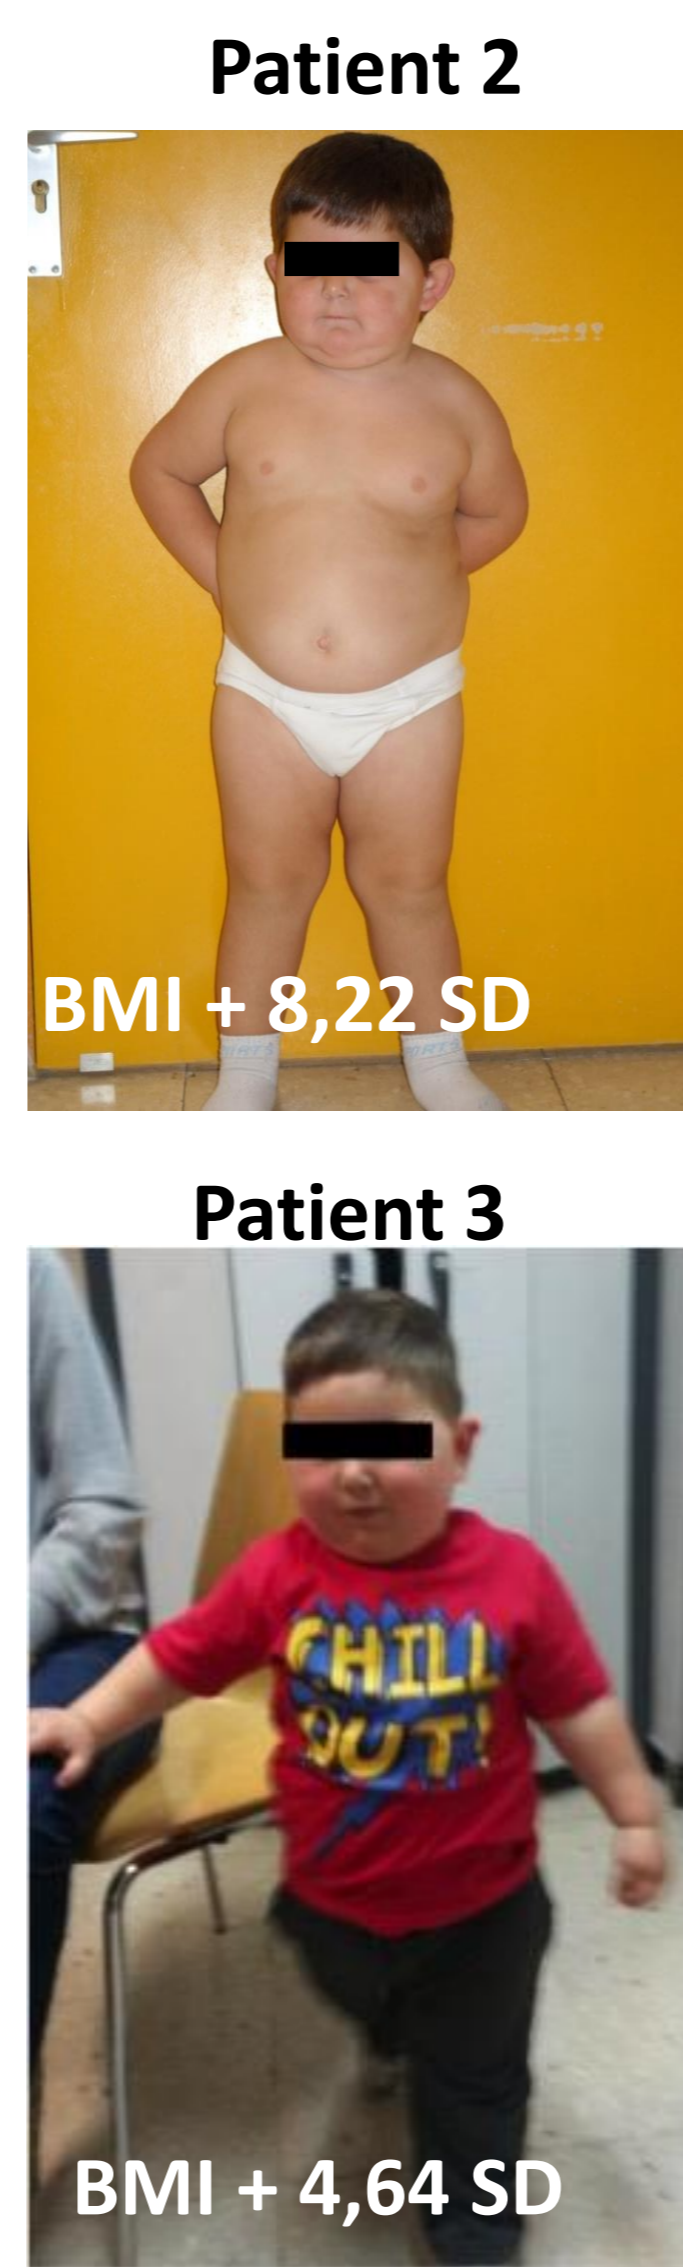 Patient 2
BMI + 8,22 SD
Patient 3
CHILL
OUT!
BMI + 4,64 SD